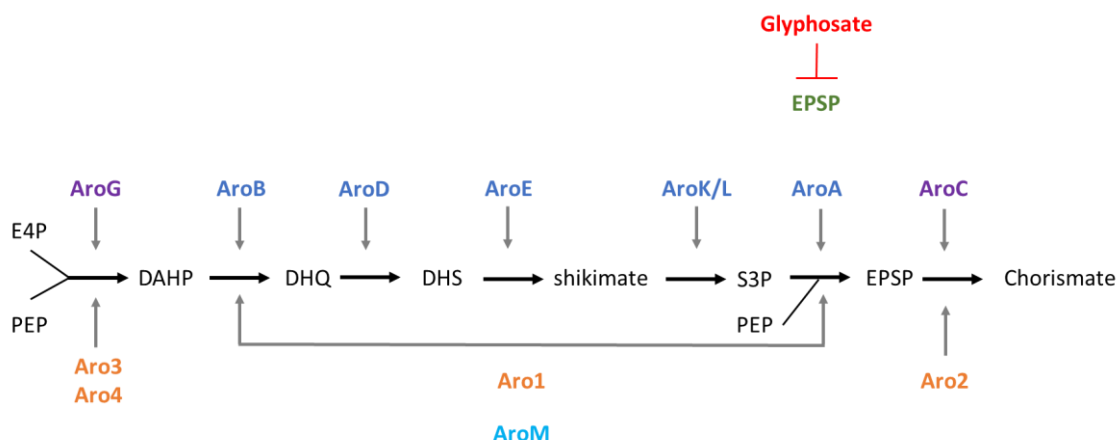 Glyphosate
EPSP
AroG AroB AroD AroE AroK/L AroA AroC
E4P
DAHP DHQ DHS shikimate S3P EPSP Chorismate
PEP PEP
Aro3
Aro4
Aro1 Aro2
AroM